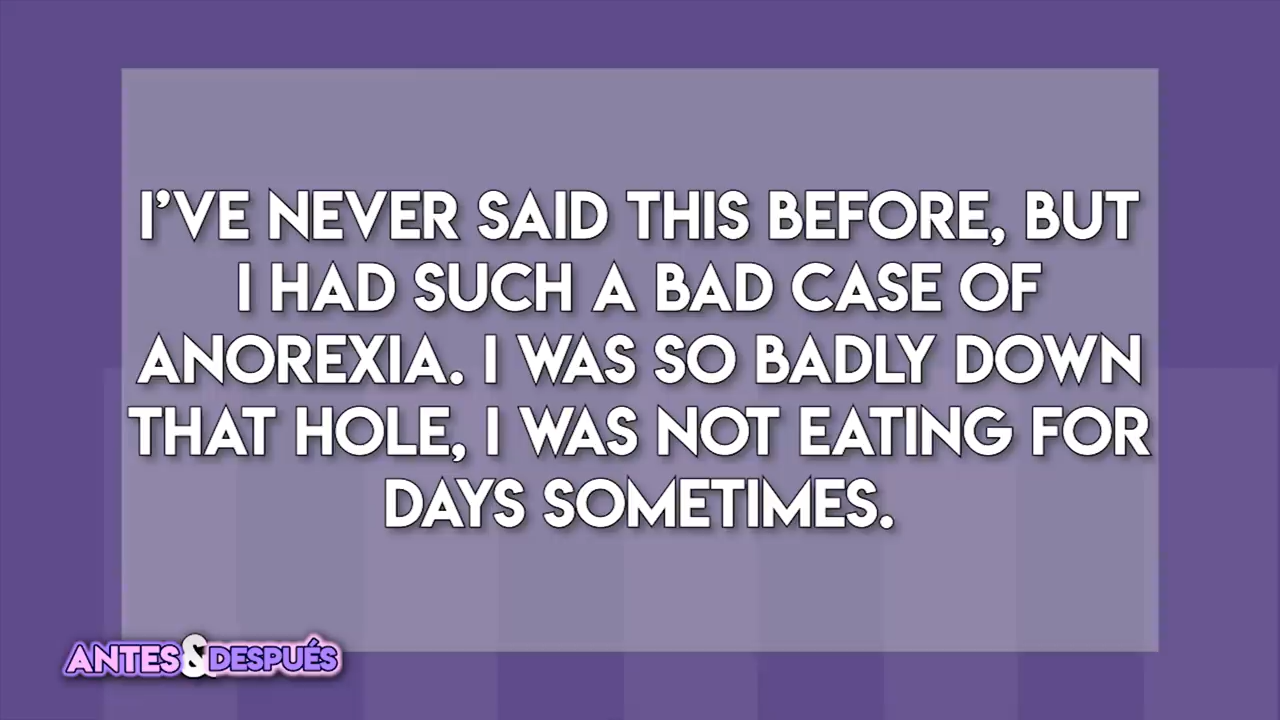 I'VE NEVER SAID THIS BEFORE, BUT
I HAD SUCH A BAD CASE OF
ANOREXIA. I WAS SO BADLY DOWN
THAT HOLE, I WAS NOT EATING FOR
DAYS SOMETIMES.
ANTES&DESPUÉS